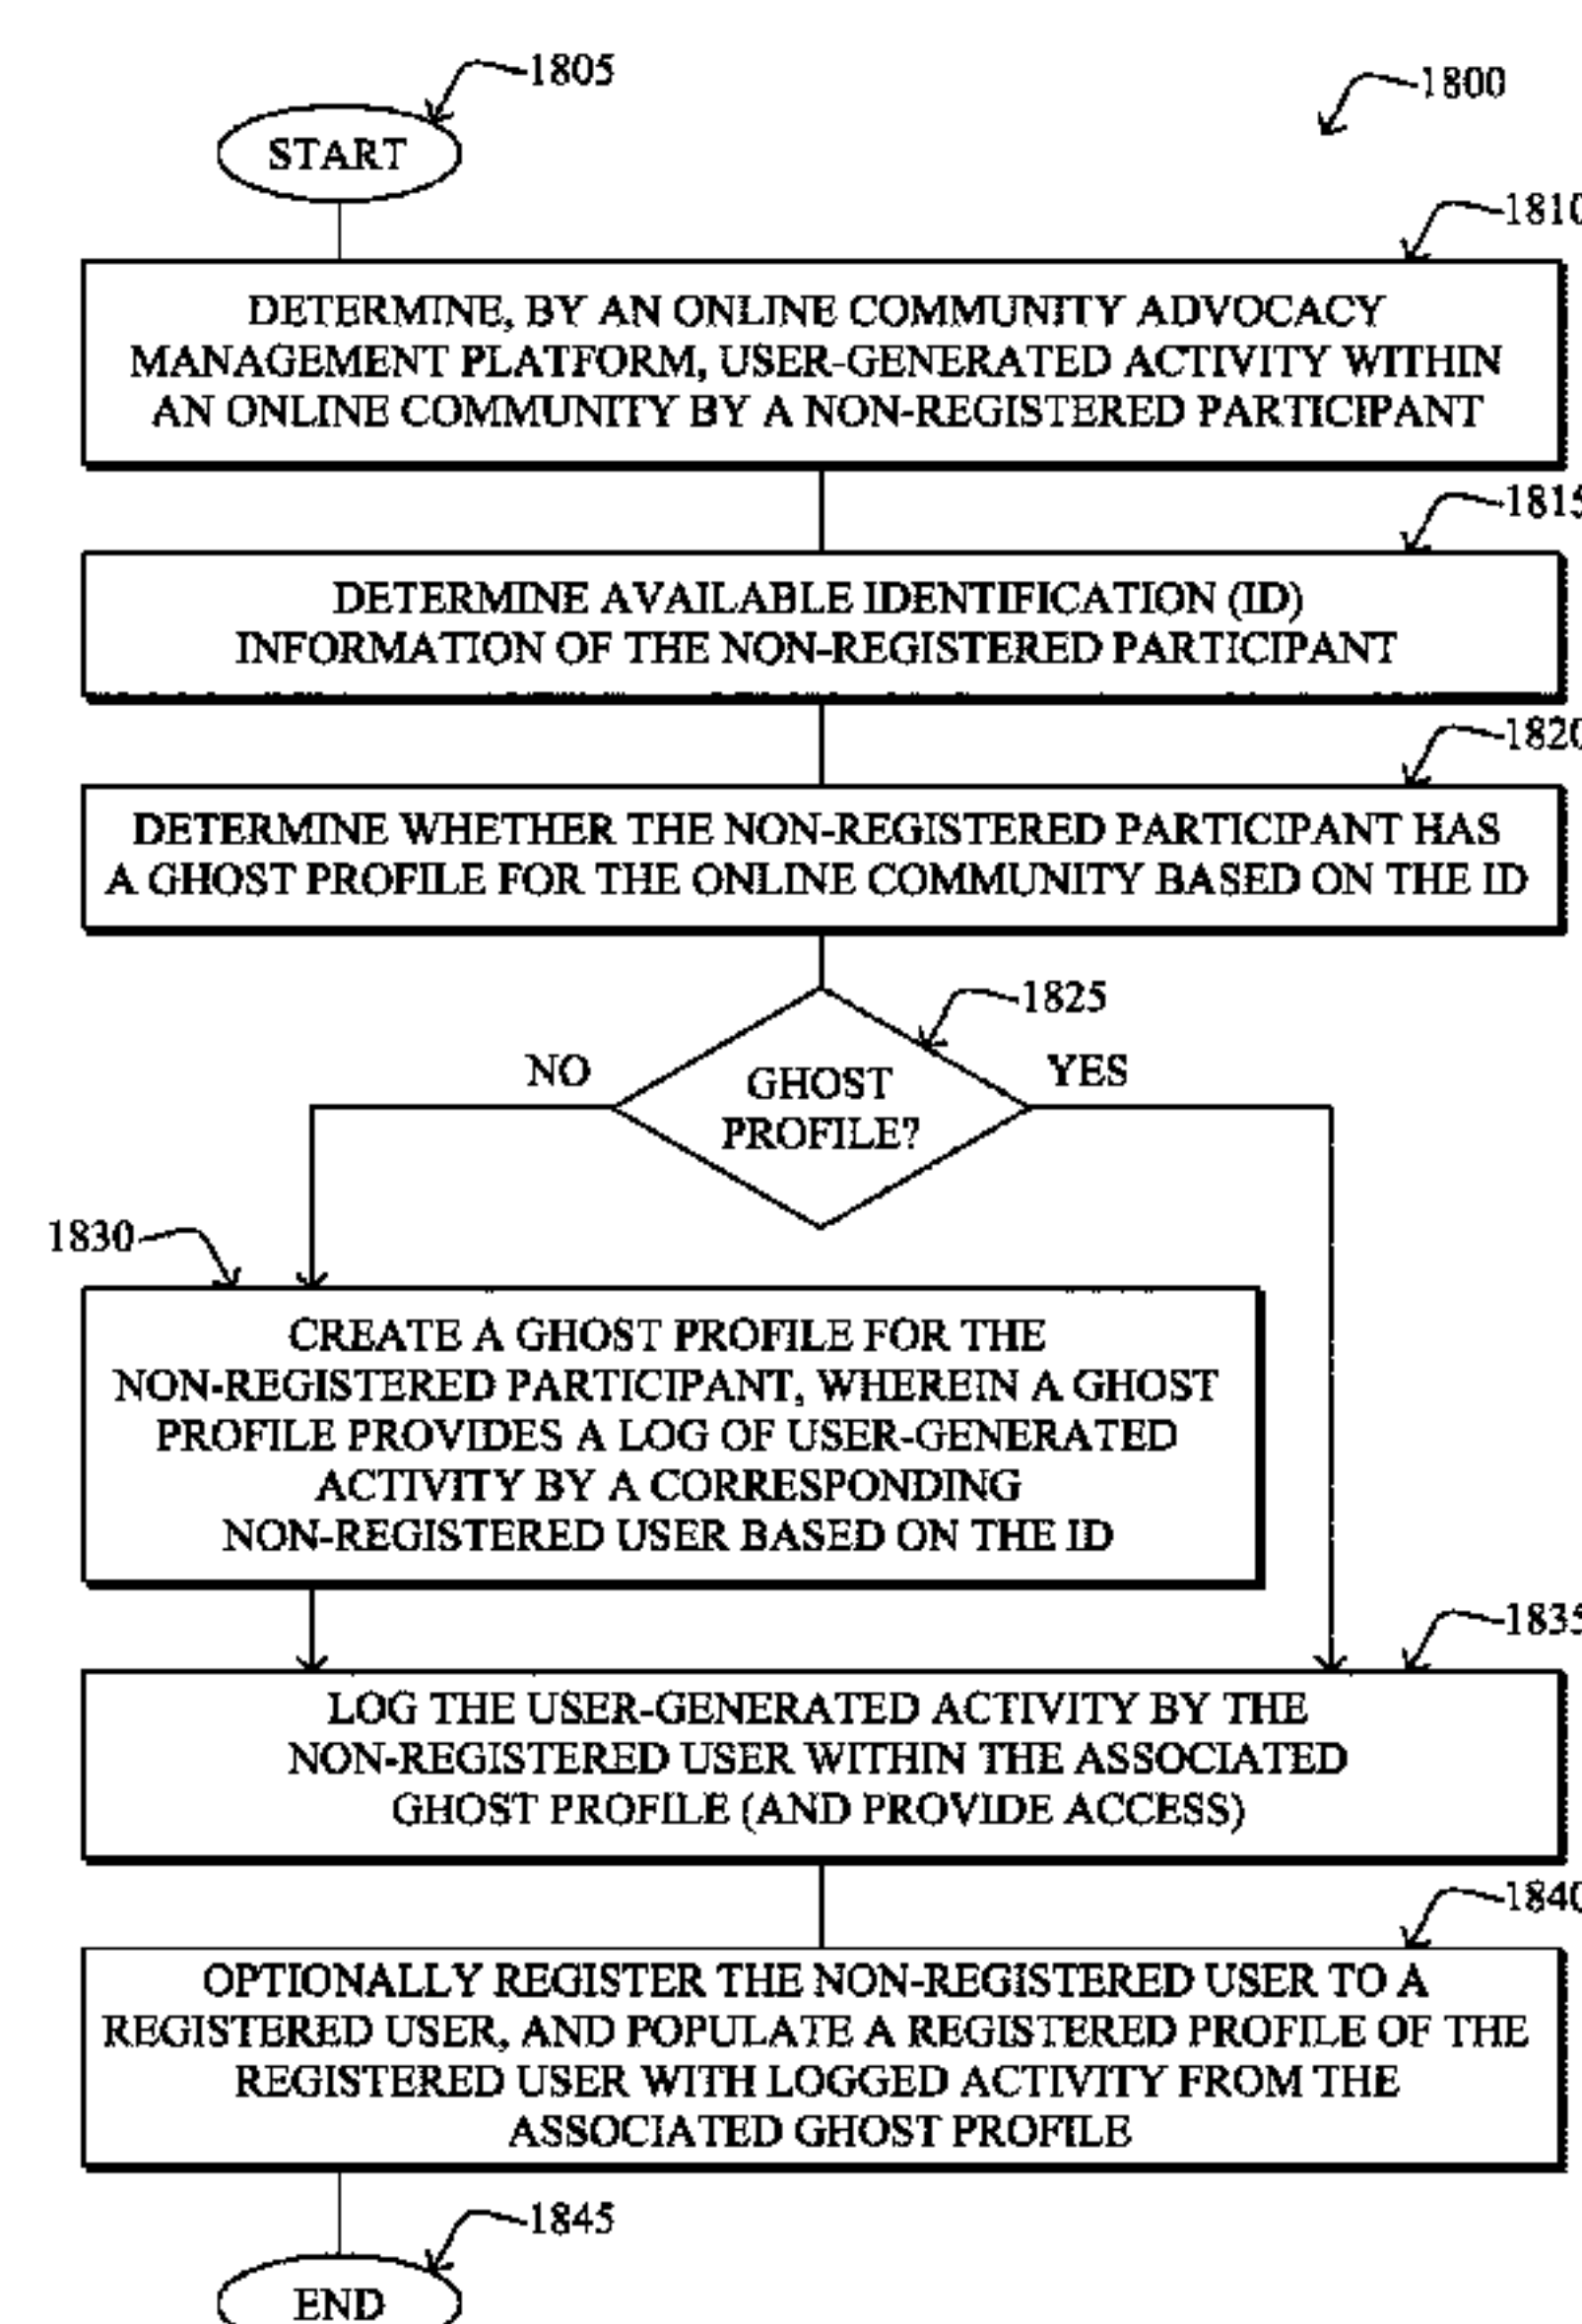 1805
1800
START
1810
DETERMINE, BY AN ONLINE COMMUNITY ADVOCACY
MANAGEMENT PLATFORM, USER-GENERATED ACTIVITY WITHIN
AN ONLINE COMMUNITY BY A NON-REGISTERED PARTICIPANT
1815
DETERMINE AVAILABLE IDENTIFICATION (ID)
INFORMATION OF THE NON-REGISTERED PARTICIPANT
1820
DETERMINE WHETHER THE NON-REGISTERED PARTICIPANT HAS
A GHOST PROFILE FOR THE ONLINE COMMUNITY BASED ON THE ID
1825
NO
YES
GHOST
PROFILE?
1830
CREATE A GHOST PROFILE FOR THE
NON-REGISTERED PARTICIPANT, WHEREIN A GHOST
PROFILE PROVIDES A LOG OF USER-GENERATED
ACTIVITY BY A CORRESPONDING
NON-REGISTERED USER BASED ON THE ID
1835
LOG THE USER-GENERATED ACTIVITY BY THE
NON-REGISTERED USER WITHIN THE ASSOCIATED
GHOST PROFILE (AND PROVIDE ACCESS)
1840
OPTIONALLY REGISTER THE NON-REGISTERED USER TO A
REGISTERED USER, AND POPULATE A REGISTERED PROFILE OF THE
REGISTERED USER WITH LOGGED ACTIVITY FROM THE
ASSOCIATED GHOST PROFILE
1845
END